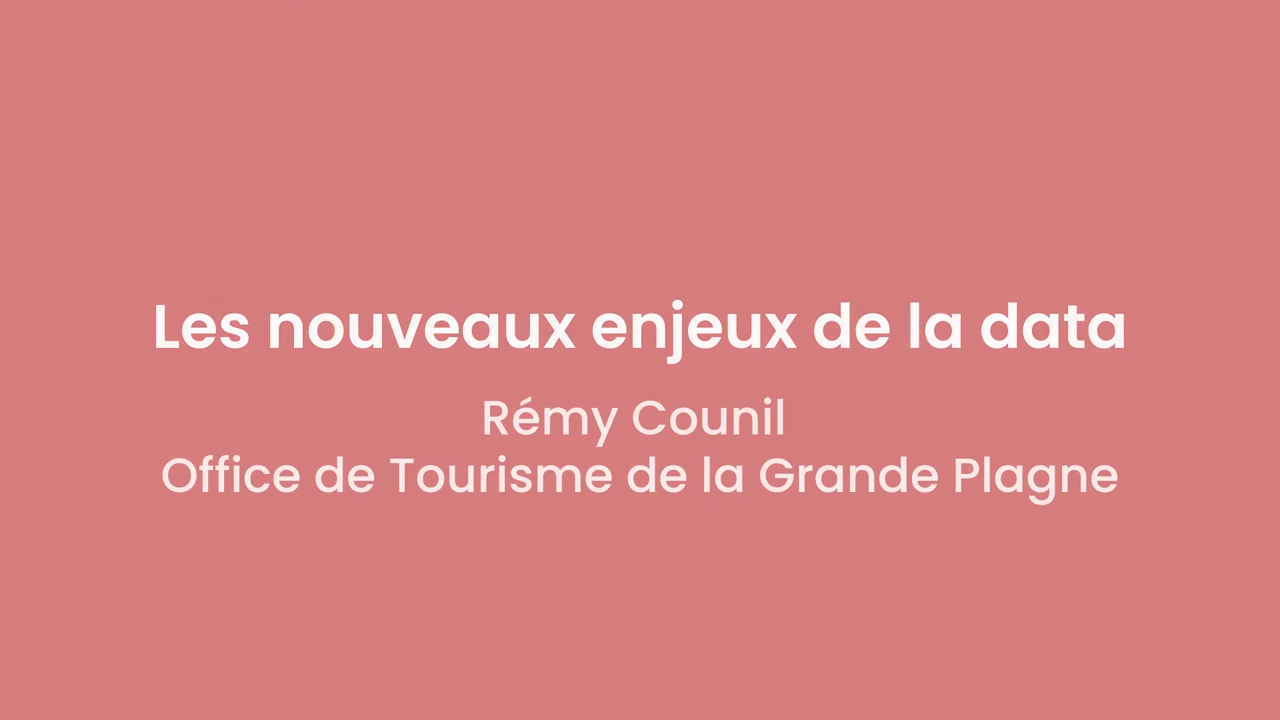 Les nouveaux enjeux de la data
Rémy Counil
Office de Tourisme de la Grande Plagne